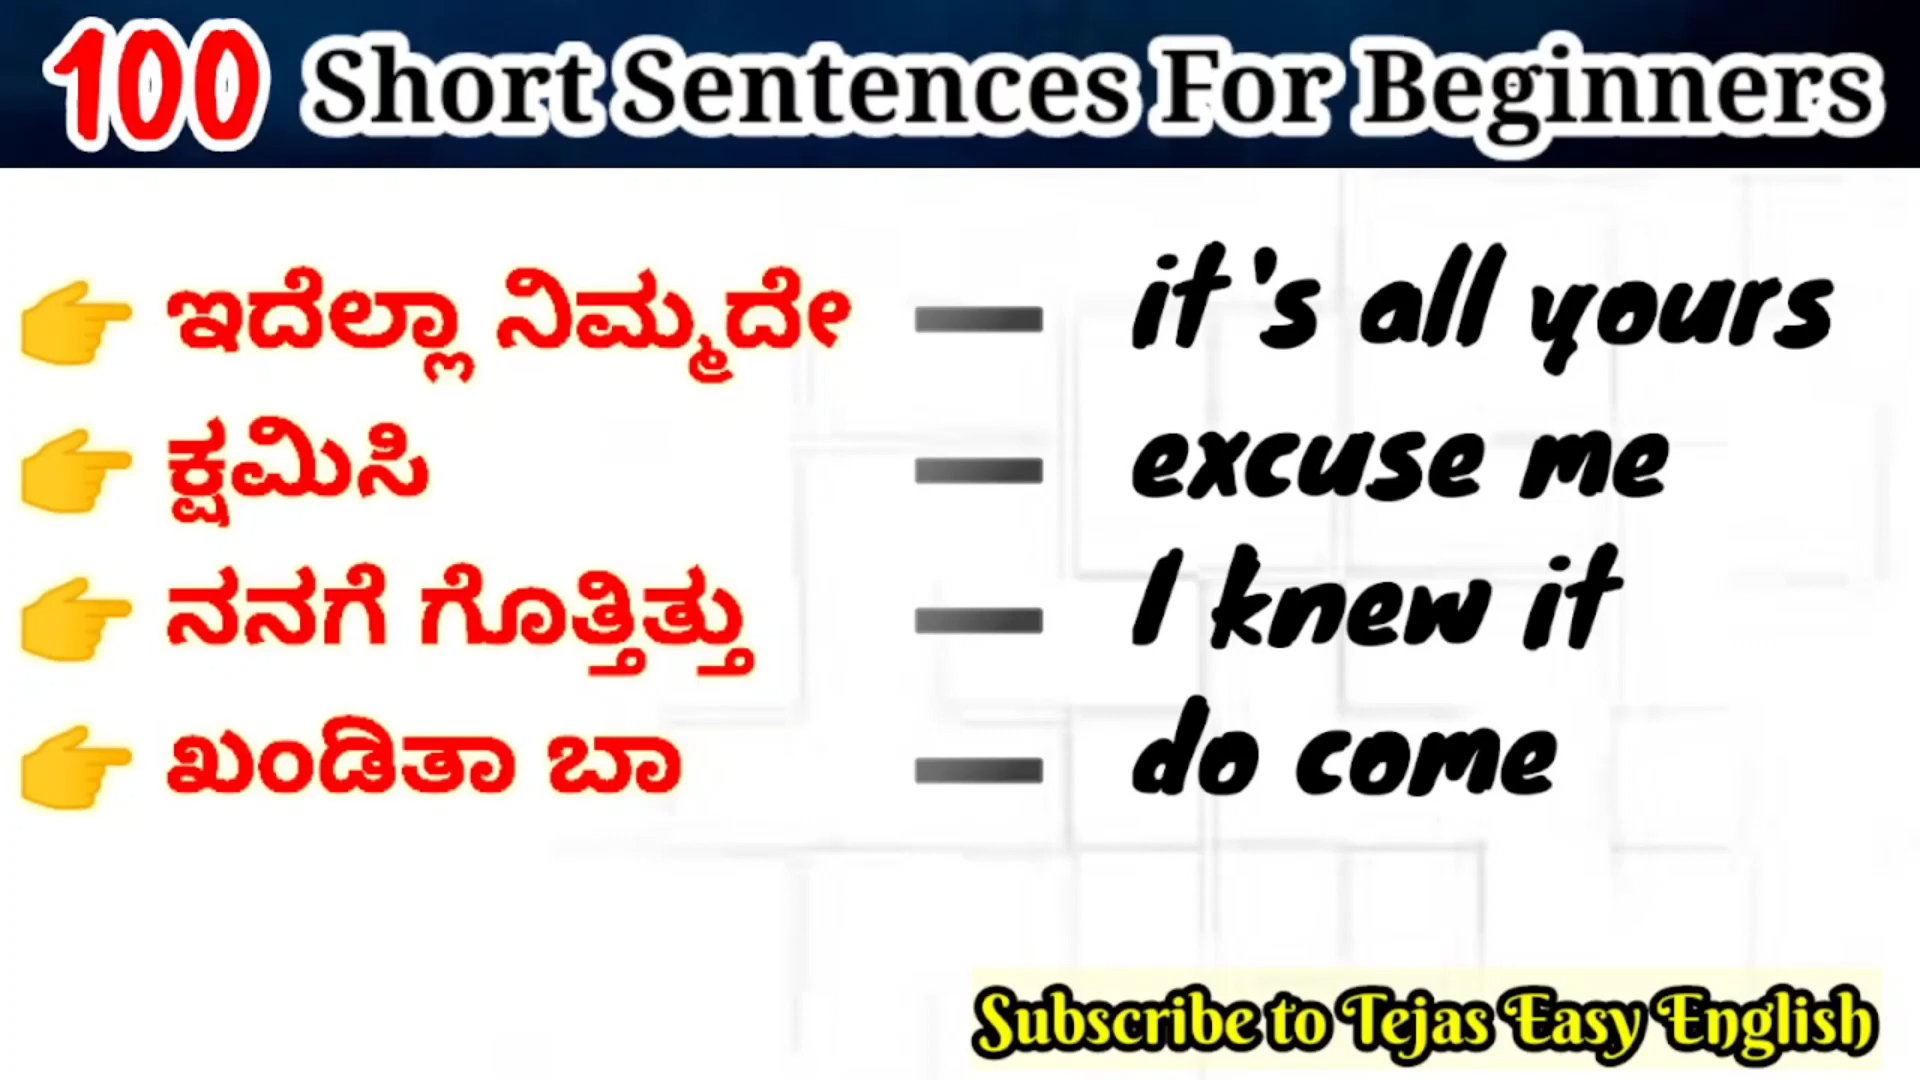 100 Short Sentences For Beginners
ಇದೆಲ್ಲಾ ನಿಮ್ಮದೇ — it's all yours
ಕ್ಷಮಿಸಿ — excuse me
ನನಗೆ ಗೊತ್ತಿತ್ತು — I knew it
ಖಂಡಿತಾ ಬಾ — do come
Subscribe to Tejas Easy English